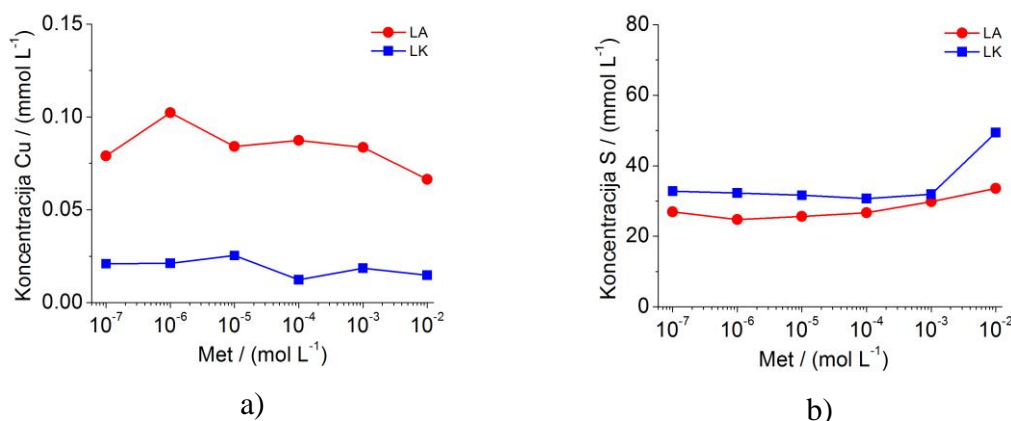 0.15
0.10
0.05
0.00
Koncentracija Cu / (mmol L⁻¹)
LA
LK
10⁻⁷ 10⁻⁶ 10⁻⁵ 10⁻⁴ 10⁻³ 10⁻²
Met / (mol L⁻¹)
a)
80
60
40
20
0
Koncentracija S / (mmol L⁻¹)
LA
LK
10⁻⁷ 10⁻⁶ 10⁻⁵ 10⁻⁴ 10⁻³ 10⁻²
Met / (mol L⁻¹)
b)